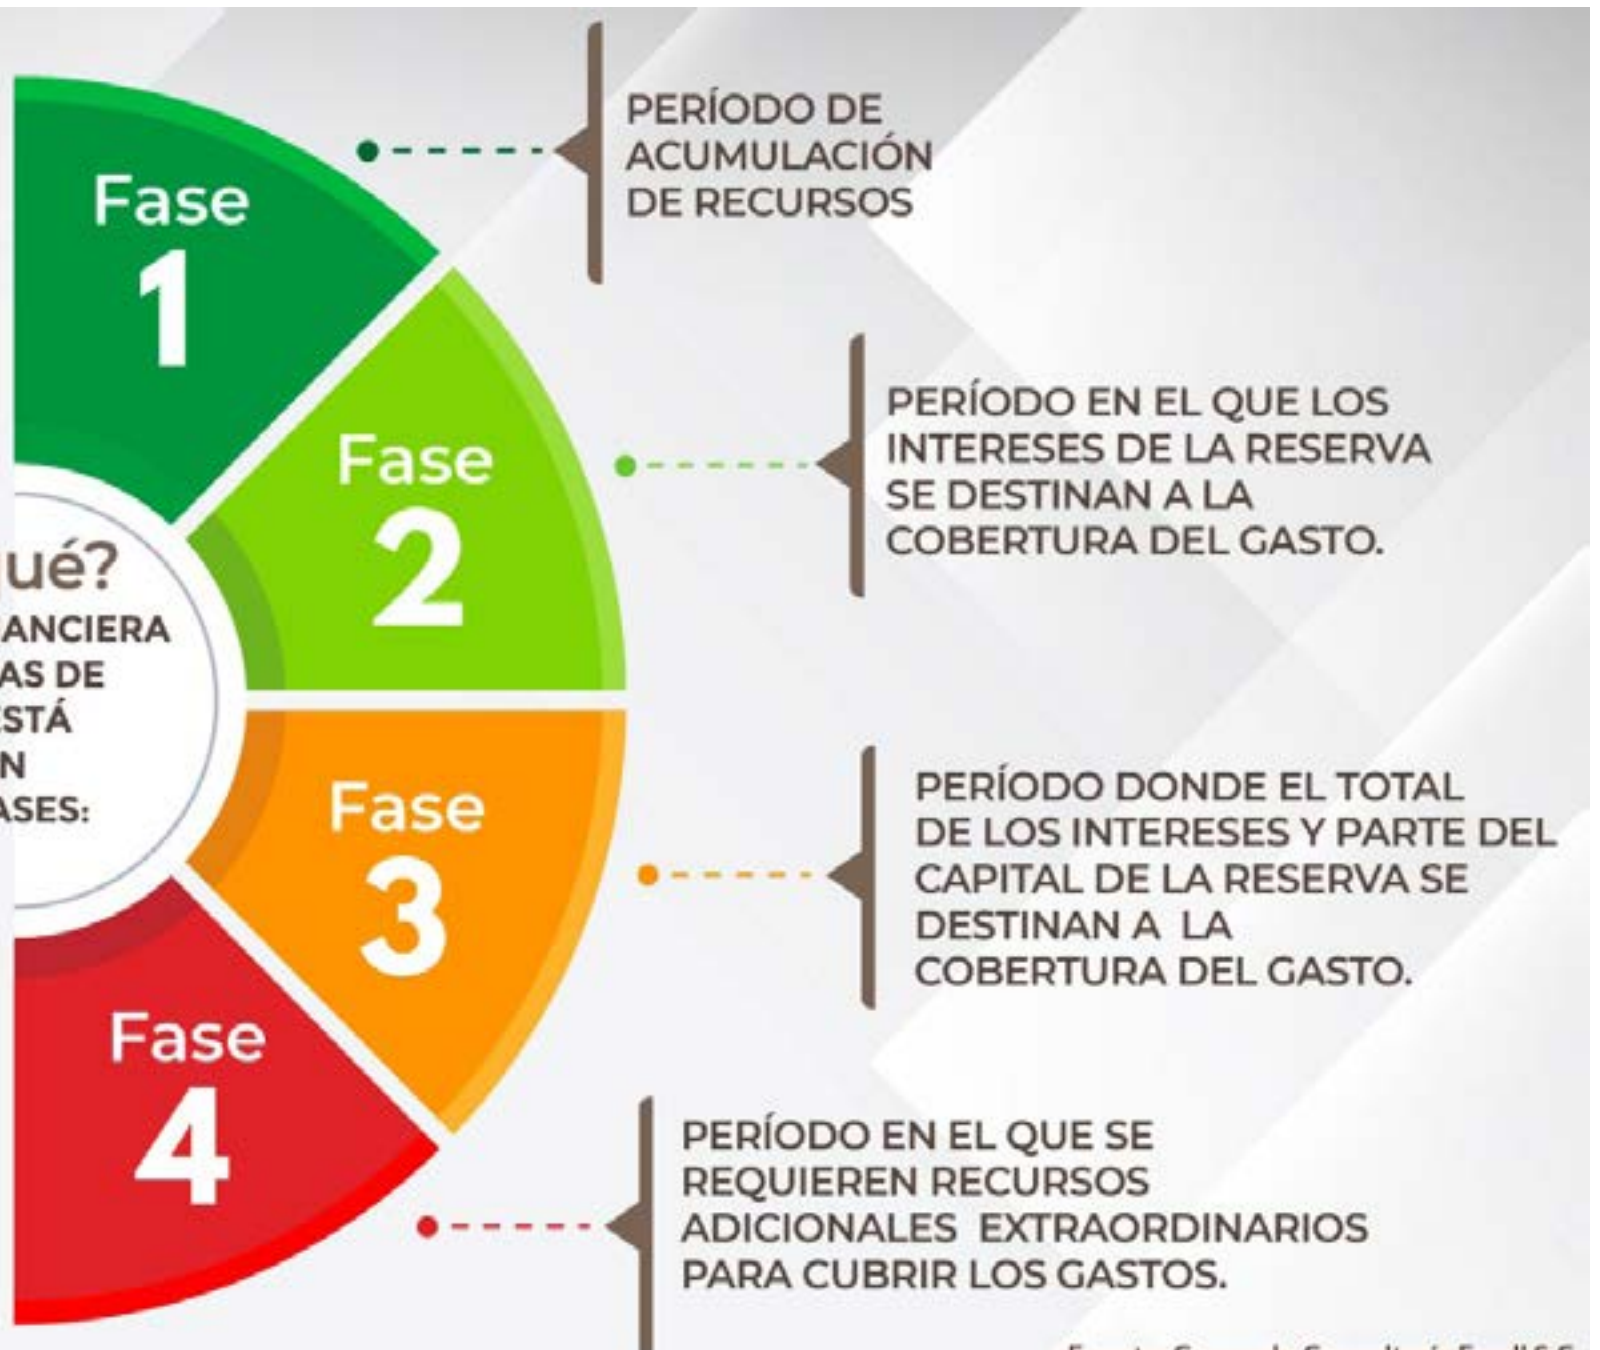 Fase
1
PERÍODO DE
ACUMULACIÓN
DE RECURSOS
Fase
2
PERÍODO EN EL QUE LOS
INTERESES DE LA RESERVA
SE DESTINAN A LA
COBERTURA DEL GASTO.
ué?
ANCIERA
AS DE
STÁ
N
ASES:
Fase
3
PERÍODO DONDE EL TOTAL
DE LOS INTERESES Y PARTE DEL
CAPITAL DE LA RESERVA SE
DESTINAN A LA
COBERTURA DEL GASTO.
Fase
4
PERÍODO EN EL QUE SE
REQUIEREN RECURSOS
ADICIONALES EXTRAORDINARIOS
PARA CUBRIR LOS GASTOS.